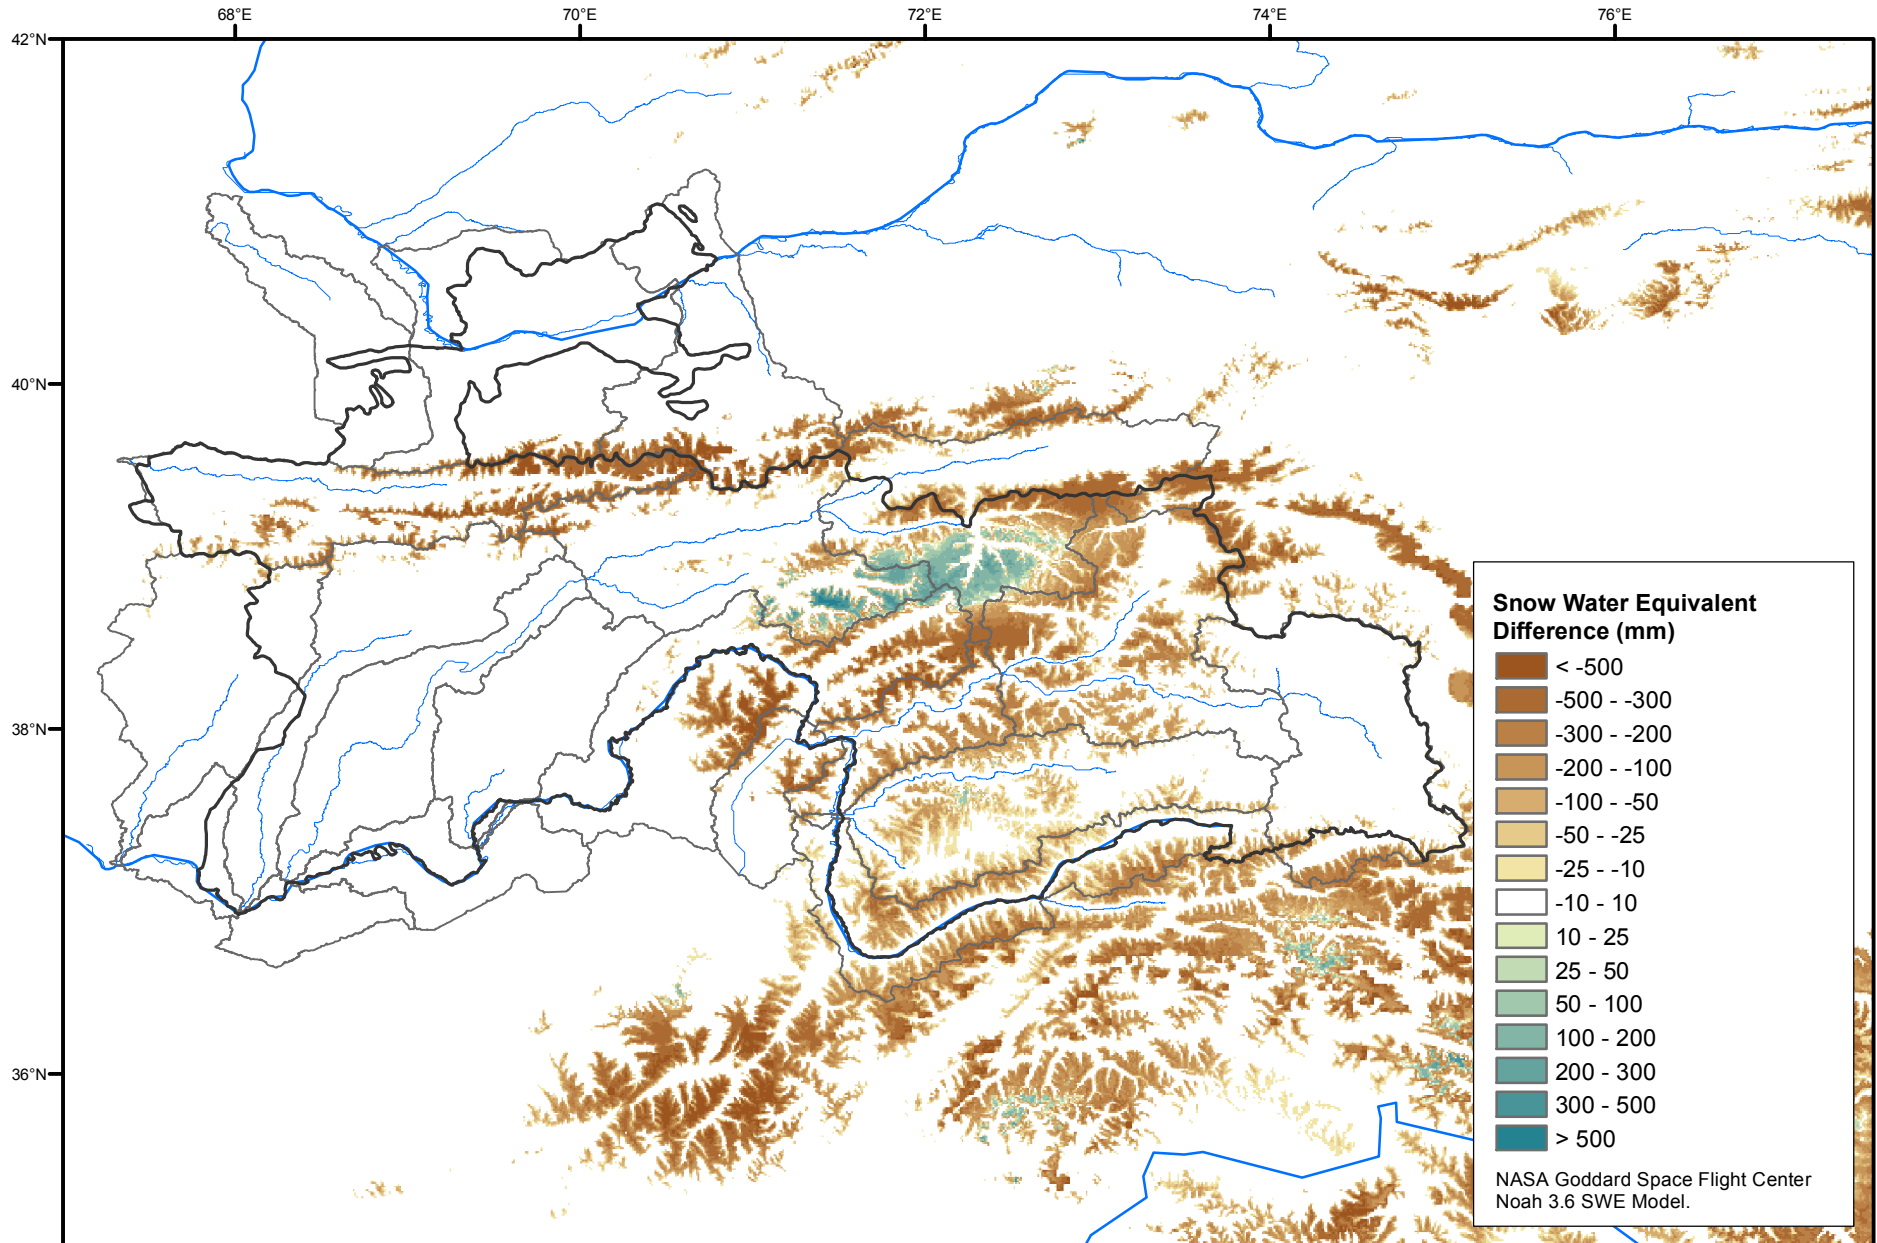 68°E 70°E 72°E 74°E 76°E
42°N
40°N
38°N
36°N
Snow Water Equivalent
Difference (mm)
< -500
-500 - -300
-300 - -200
-200 - -100
-100 - -50
-50 - -25
-25 - -10
-10 - 10
10 - 25
25 - 50
50 - 100
100 - 200
200 - 300
300 - 500
> 500
NASA Goddard Space Flight Center
Noah 3.6 SWE Model.